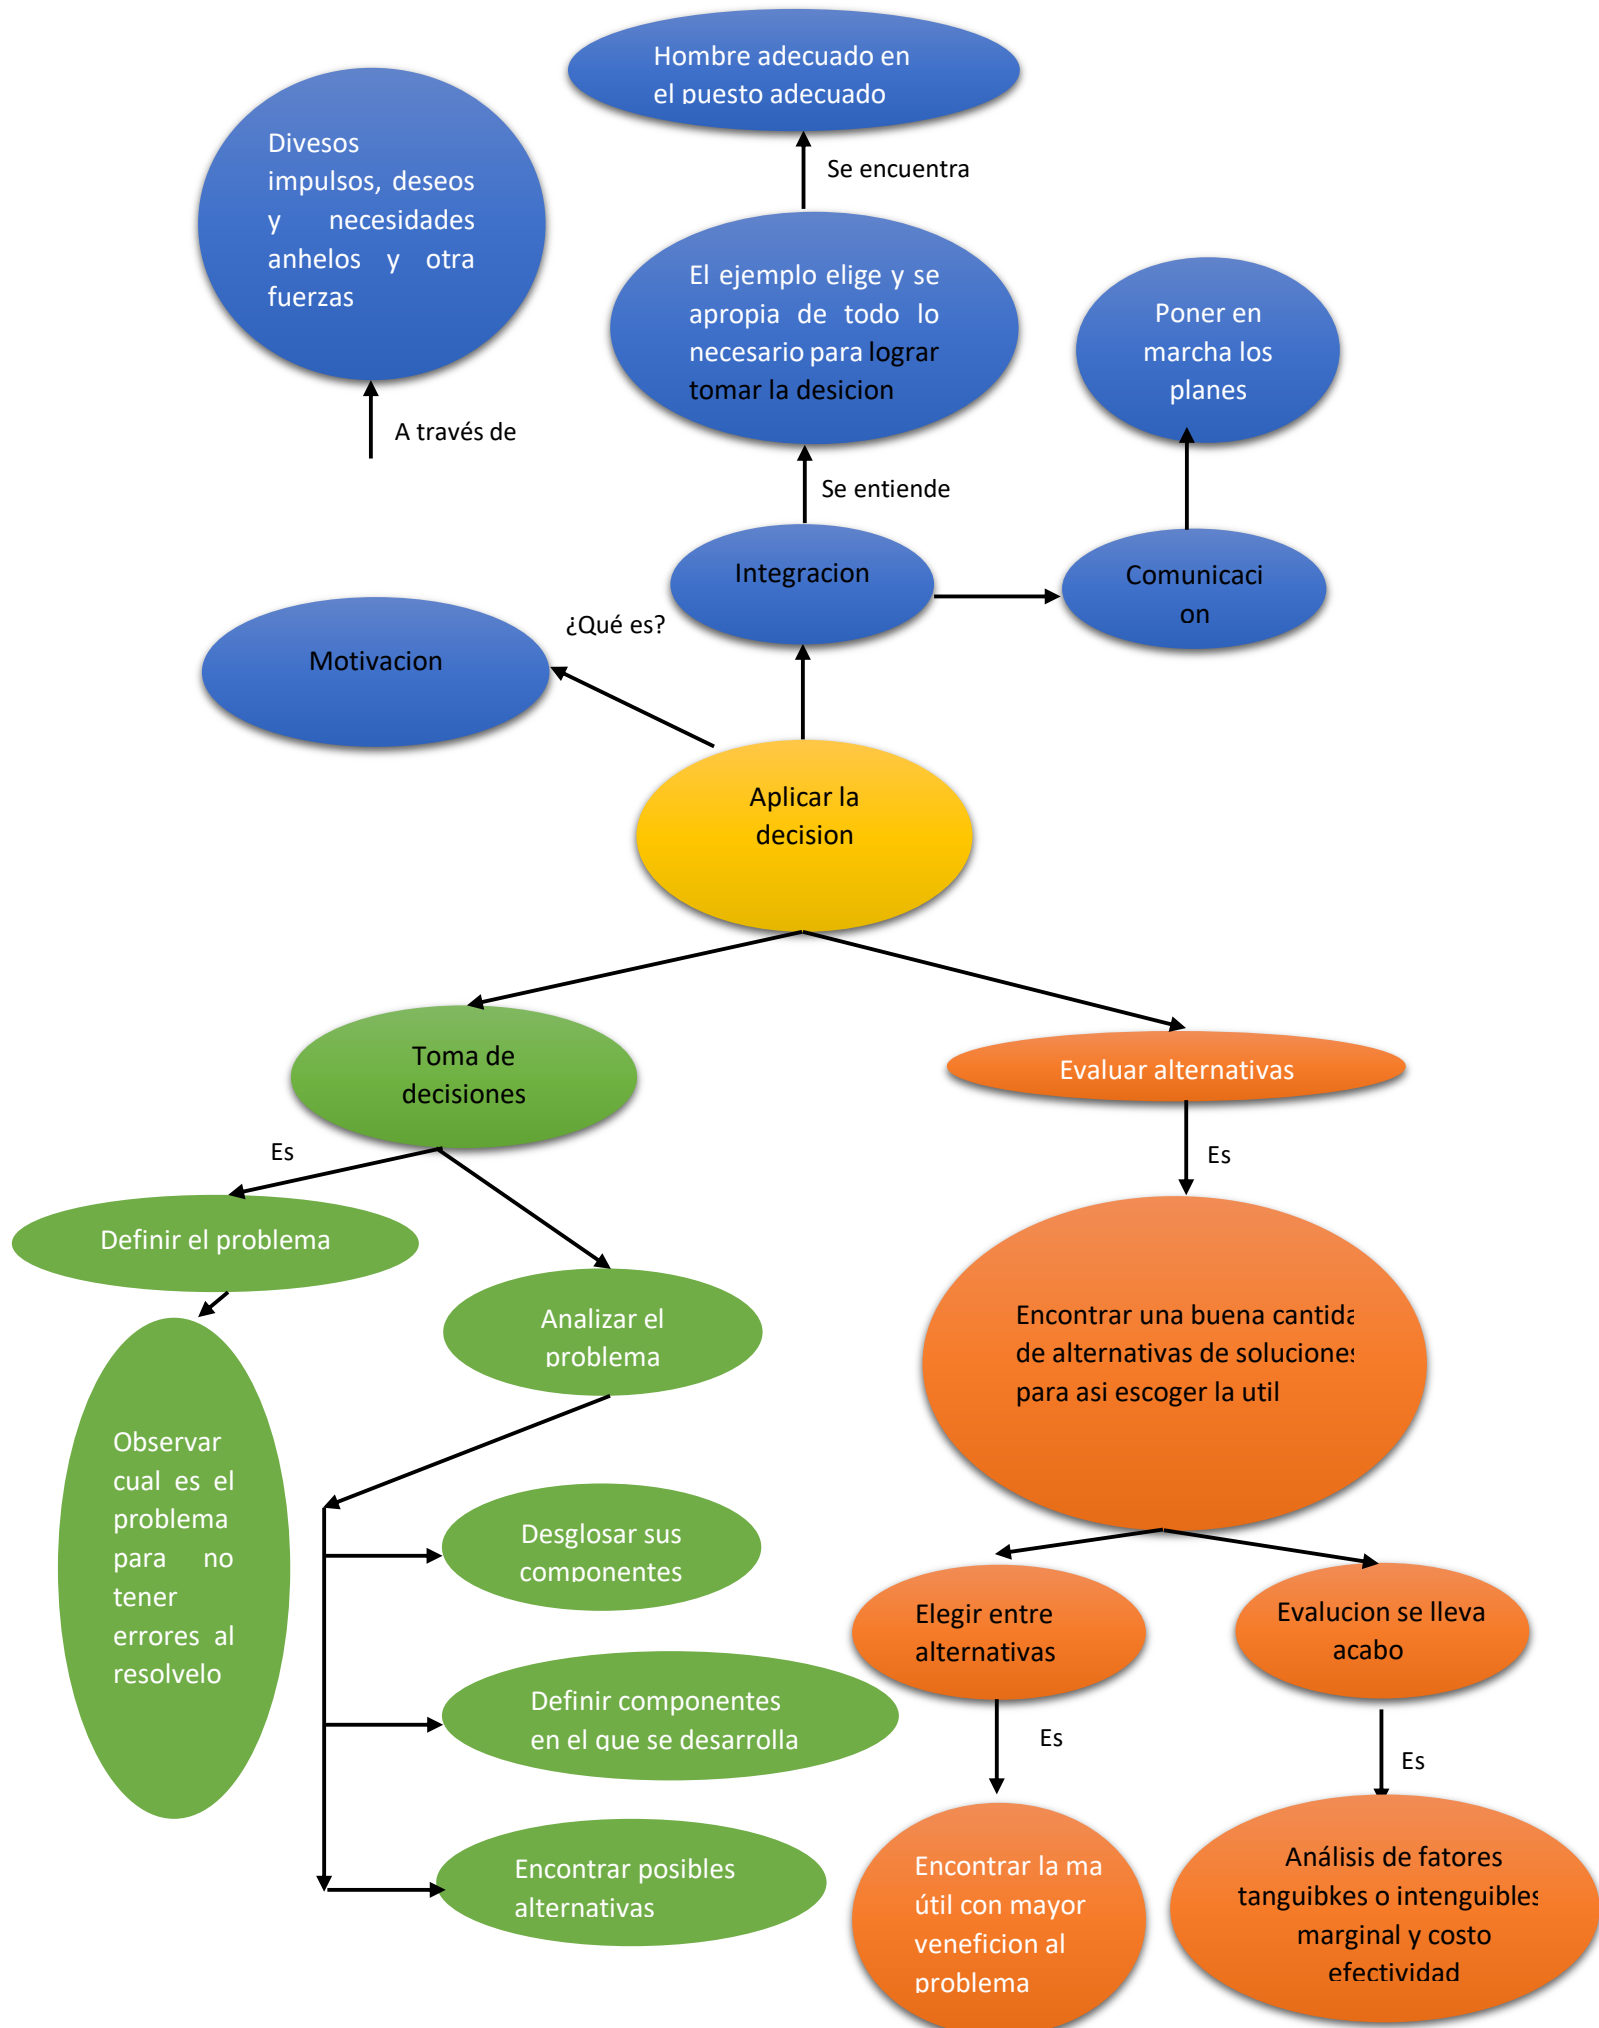 Hombre adecuado en
el puesto adecuado
Divesos
impulsos, deseos
y necesidades
anhelos y otra
fuerzas
Se encuentra
El ejemplo elige y se
apropia de todo lo
necesario para lograr
tomar la desicion
Poner en
marcha los
planes
A través de
Se entiende
Integracion
Comunicaci
on
¿Qué es?
Motivacion
Aplicar la
decision
Toma de
decisiones
Evaluar alternativas
Es
Es
Definir el problema
Analizar el
problema
Encontrar una buena cantida
de alternativas de soluciones
para asi escoger la util
Observar
cual es el
problema
para no
tener
errores al
resolvelo
Desglosar sus
componentes
Elegir entre
alternativas
Evalucion se lleva
acabo
Definir componentes
en el que se desarrolla
Es
Es
Encontrar posibles
alternativas
Encontrar la ma
útil con mayor
veneficion al
problema
Análisis de fatores
tanguibkes o intenguibles
marginal y costo
efectividad